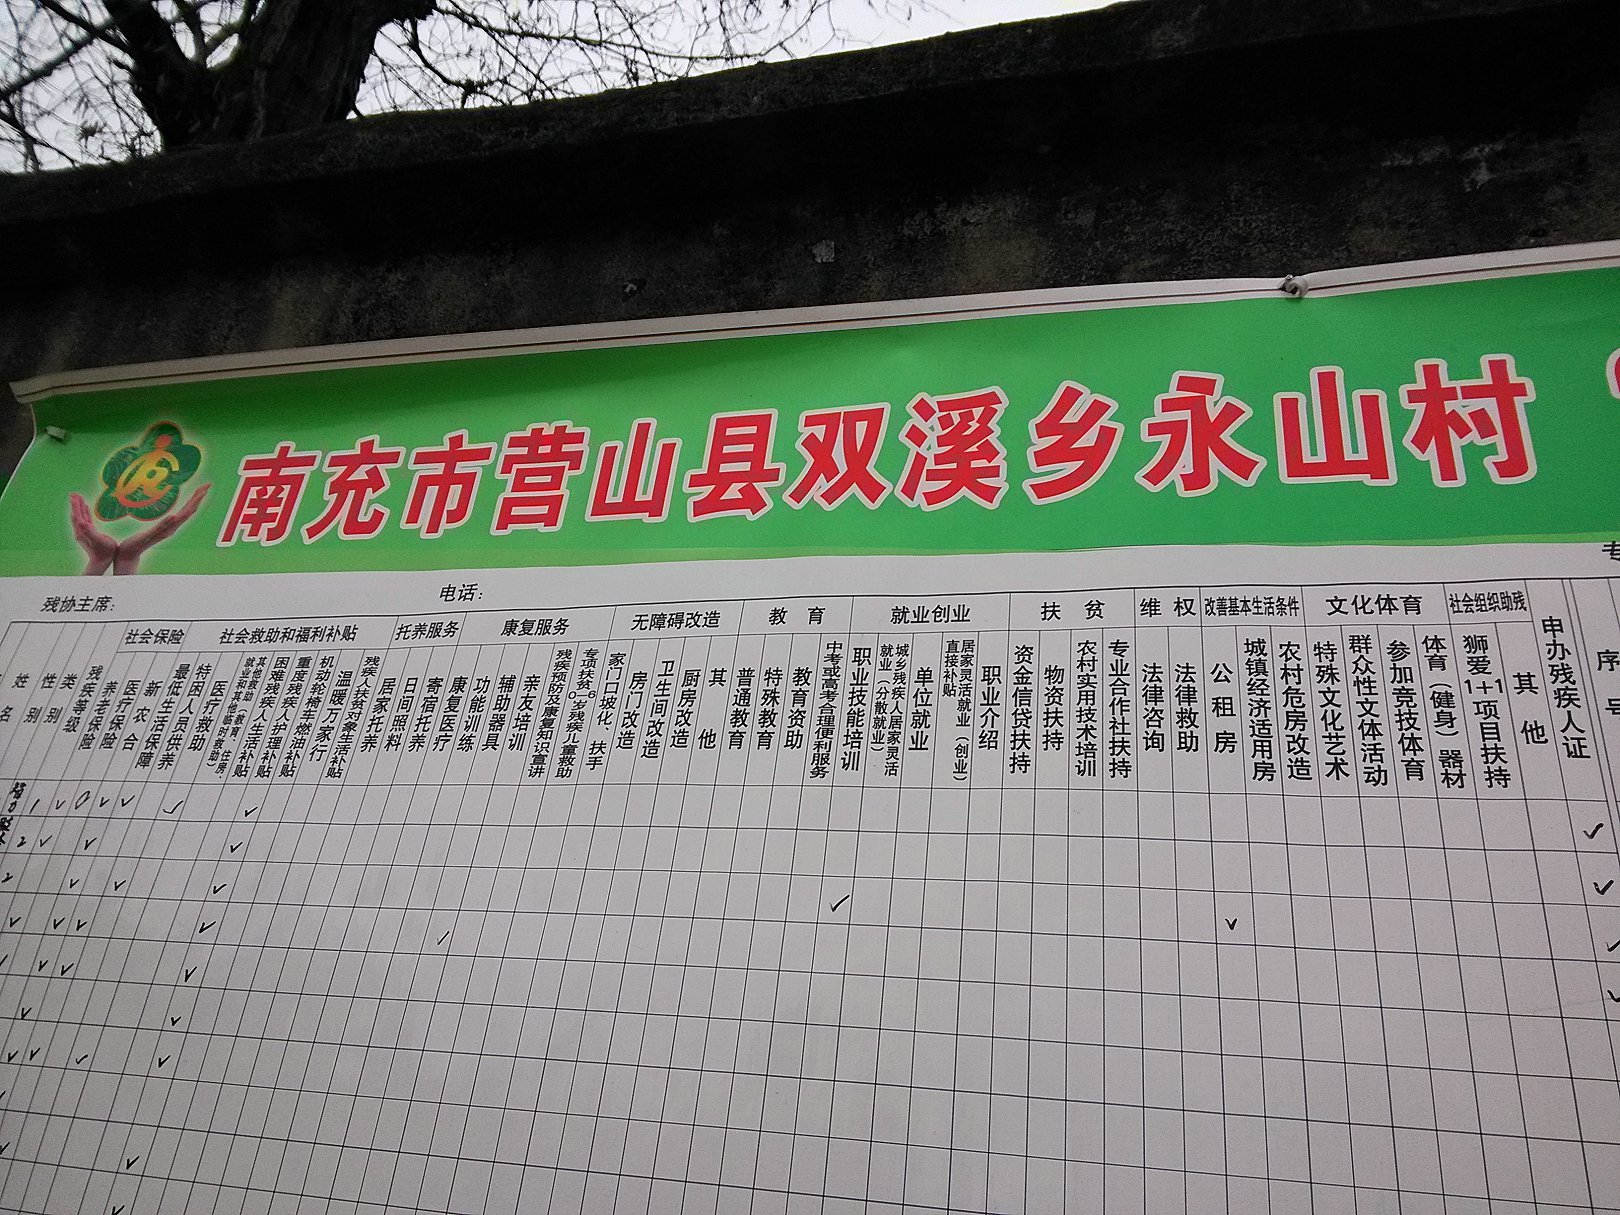 南充市营山县双溪乡永山村
专
残协主席:
电话:
社会保险
社会救助和福利补贴
托养服务
康复服务
无障碍改造
教 育
就业创业
扶 贫
维 权
改善基本生活条件
文化体育
社会组织助残
姓名
性别
类别
残疾等级
养老保险
医疗保险
新农合
最低生活保障
特困人员供养
医疗救助
其他救助(教育、住房、就业和其他临时救助)
困难残疾人生活补贴
重度残疾人护理补贴
机动轮椅车燃油补贴
温暖万家行
残疾人扶贫对象生活补贴
居家托养
日间照料
寄宿托养
康复医疗
功能训练
辅助器具
亲友培训
残疾预防及康复知识宣讲
专项扶贫0—6岁残疾儿童救助
家门口坡化、扶手
房门改造
卫生间改造
厨房改造
其他
普通教育
特殊教育
教育资助
中考或高考合理便利服务
职业技能培训
城乡残疾人居家灵活就业(分散就业)
单位就业
居家灵活就业(创业)直接补贴
职业介绍
资金信贷扶持
物资扶持
农村实用技术培训
专业合作社扶持
法律咨询
法律救助
公租房
城镇经济适用房
农村危房改造
特殊文化艺术
群众性文体活动
参加竞技体育
体育(健身)器材
狮爱1+1项目扶持
其他
申办残疾人证
序号